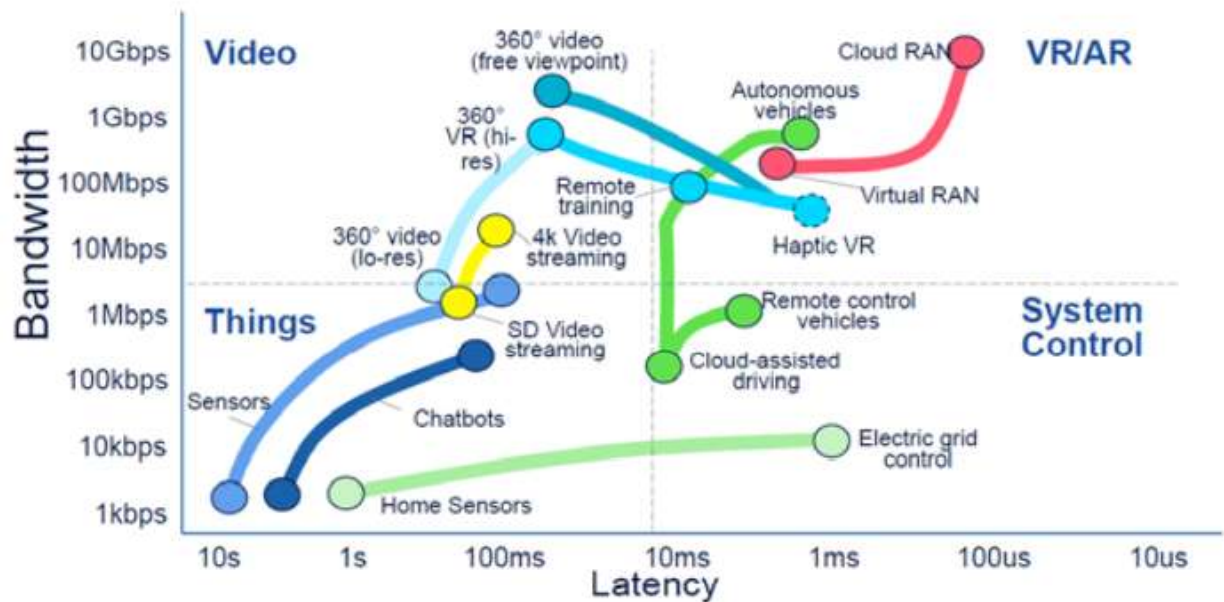 Video
VR/AR
360° video
(free viewpoint)
Cloud RAN
Autonomous
vehicles
360°
VR (hi-
res)
Remote
training
Virtual RAN
Haptic VR
360° video
(lo-res)
4k Video
streaming
Things
System
Control
SD Video
streaming
Remote control
vehicles
Cloud-assisted
driving
Sensors
Chatbots
Electric grid
control
Home Sensors
Bandwidth
10Gbps
1Gbps
100Mbps
10Mbps
1Mbps
100kbps
10kbps
1kbps
10s
1s
100ms
10ms
1ms
100us
10us
Latency